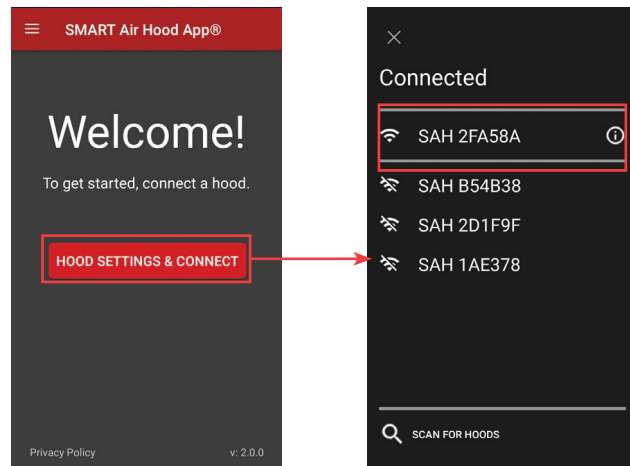 SMART Air Hood App®
Welcome!
To get started, connect a hood.
HOOD SETTINGS & CONNECT
Privacy Policy
v: 2.0.0
Connected
SAH 2FA58A
SAH B54B38
SAH 2D1F9F
SAH 1AE378
SCAN FOR HOODS